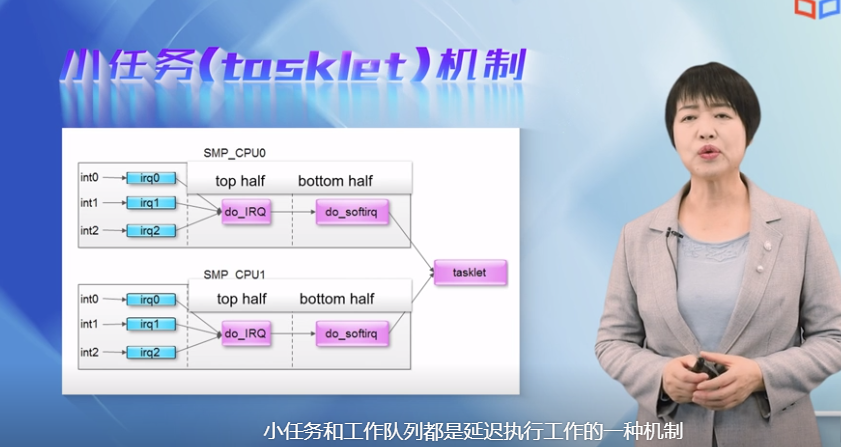 小任务(tasklet)机制
SMP_CPU0
top half
bottom half
int0
irq0
int1
irq1
do_IRQ
do_softirq
int2
irq2
tasklet
SMP_CPU1
top half
bottom half
int0
irq0
int1
irq1
do_IRQ
do_softirq
int2
irq2
小任务和工作队列都是延迟执行工作的一种机制